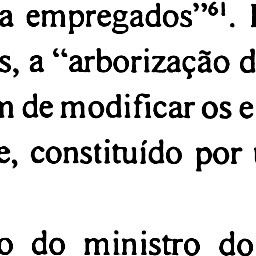 a empregados”⁶¹.
s, a “arborização d
m de modificar os e
e, constituído por
o do ministro do